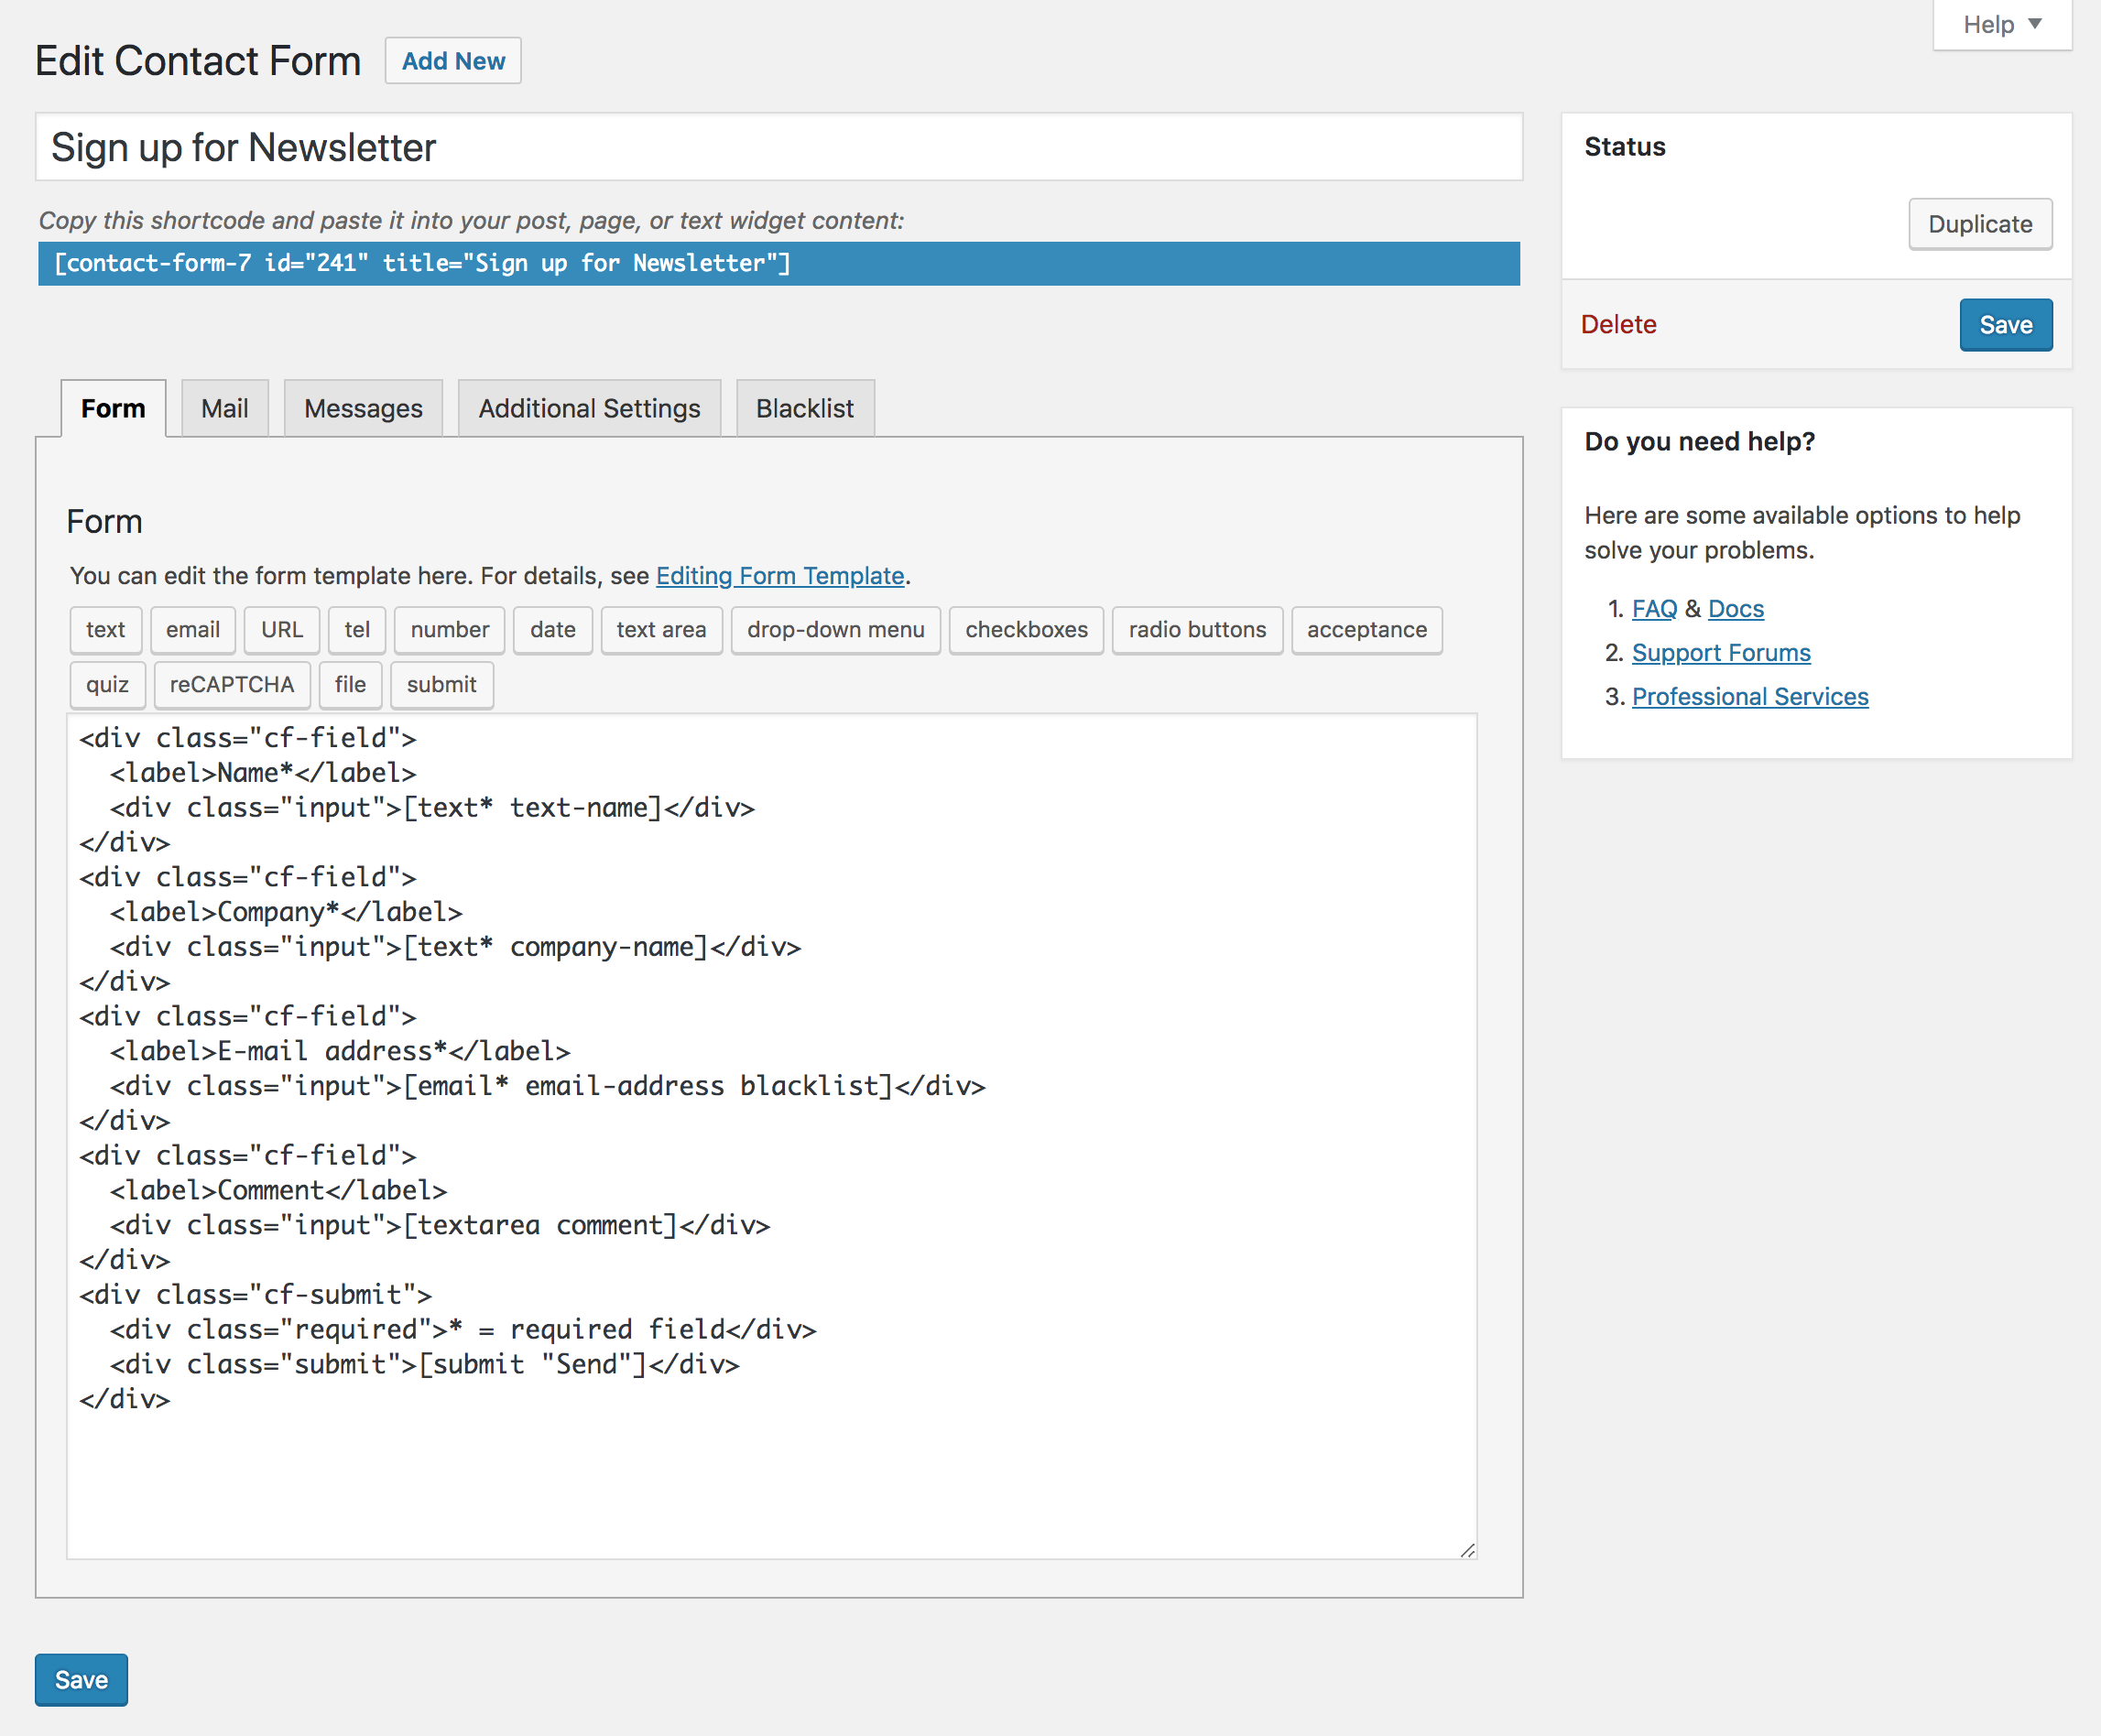 Help ▼
Edit Contact Form Add New
Sign up for Newsletter
Copy this shortcode and paste it into your post, page, or text widget content:
[contact-form-7 id="241" title="Sign up for Newsletter"]
Form Mail Messages Additional Settings Blacklist
Form
You can edit the form template here. For details, see Editing Form Template.
text email URL tel number date text area drop-down menu checkboxes radio buttons acceptance
quiz reCAPTCHA file submit
<div class="cf-field">
  <label>Name*</label>
  <div class="input">[text* text-name]</div>
</div>
<div class="cf-field">
  <label>Company*</label>
  <div class="input">[text* company-name]</div>
</div>
<div class="cf-field">
  <label>E-mail address*</label>
  <div class="input">[email* email-address blacklist]</div>
</div>
<div class="cf-field">
  <label>Comment</label>
  <div class="input">[textarea comment]</div>
</div>
<div class="cf-submit">
  <div class="required">* = required field</div>
  <div class="submit">[submit "Send"]</div>
</div>
Save
Status
Duplicate
Delete Save
Do you need help?
Here are some available options to help
solve your problems.
1. FAQ & Docs
2. Support Forums
3. Professional Services